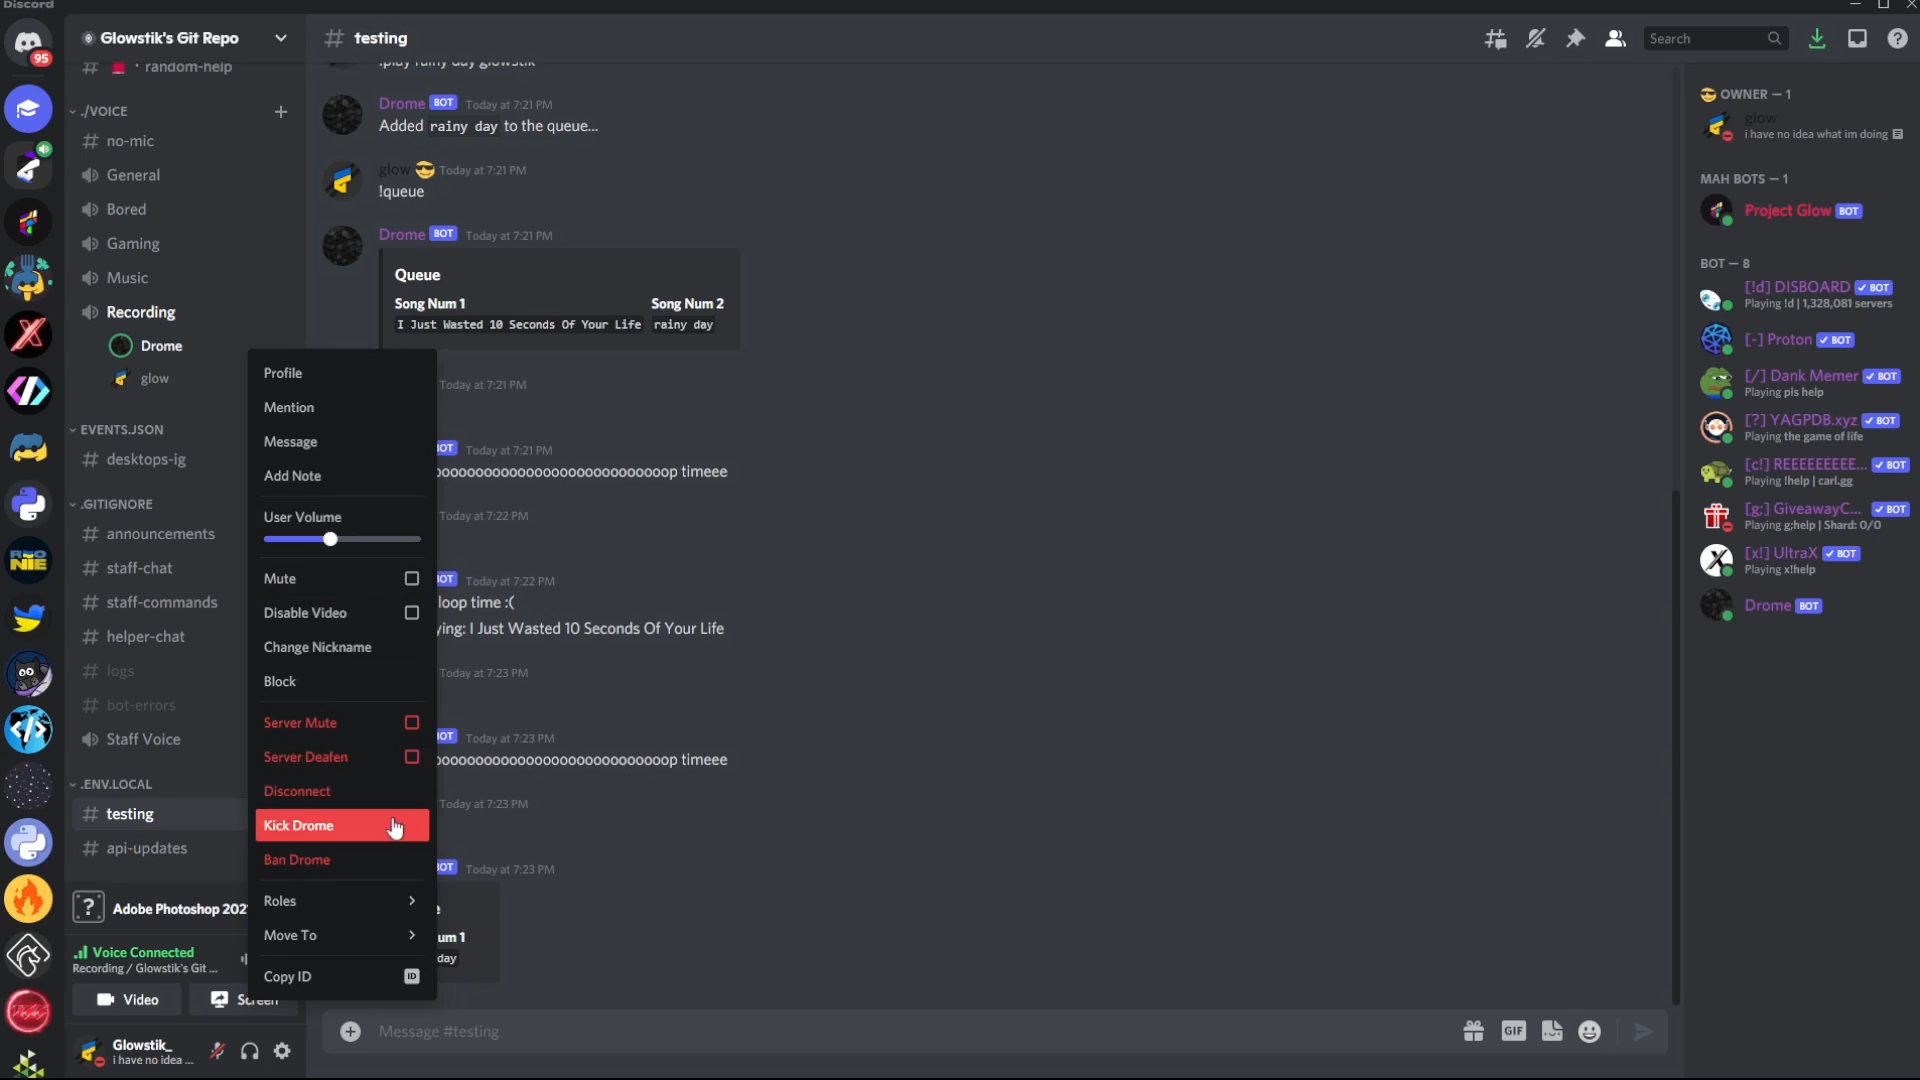 Discord
95
Glowstik's Git Repo
random-help
./VOICE
no-mic
General
Bored
Gaming
Music
Recording
Drome
glow
EVENTS.JSON
desktops-ig
.GITIGNORE
announcements
staff-chat
staff-commands
helper-chat
logs
bot-errors
Staff Voice
.ENV.LOCAL
testing
api-updates
? Adobe Photoshop 202
Voice Connected
Recording / Glowstik's Git ...
Video
Screen
Glowstik_
i have no idea ...
Profile
Mention
Message
Add Note
User Volume
Mute
Disable Video
Change Nickname
Block
Server Mute
Server Deafen
Disconnect
Kick Drome
Ban Drome
Roles
Move To
Copy ID ID
# testing
Search
!play rainy day glowstik
Drome BOT Today at 7:21 PM
Added rainy day to the queue...
glow Today at 7:21 PM
!queue
Drome BOT Today at 7:21 PM
Queue
Song Num 1 Song Num 2
I Just Wasted 10 Seconds Of Your Life rainy day
Today at 7:21 PM
BOT Today at 7:21 PM
ooooooooooooooooooooooooooooop timeee
Today at 7:22 PM
BOT Today at 7:22 PM
loop time :(
ying: I Just Wasted 10 Seconds Of Your Life
Today at 7:23 PM
BOT Today at 7:23 PM
ooooooooooooooooooooooooooooop timeee
Today at 7:23 PM
BOT Today at 7:23 PM
e
um 1
day
Message #testing
GIF
OWNER — 1
glow
i have no idea what im doing
MAH BOTS — 1
Project Glow BOT
BOT — 8
[!d] DISBOARD BOT
Playing !d | 1,328,081 servers
[-] Proton BOT
[/] Dank Memer BOT
Playing pls help
[?] YAGPDB.xyz BOT
Playing the game of life
[c!] REEEEEEEEE... BOT
Playing !help | carl.gg
[g;] GiveawayC... BOT
Playing g;help | Shard: 0/0
[x!] UltraX BOT
Playing x!help
Drome BOT